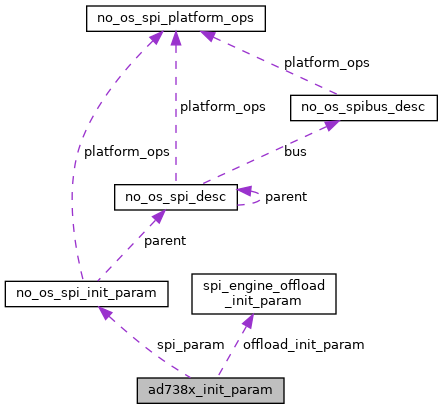 no_os_spi_platform_ops
platform_ops
no_os_spibus_desc
platform_ops
platform_ops
bus
no_os_spi_desc
parent
parent
no_os_spi_init_param
spi_engine_offload
_init_param
spi_param
offload_init_param
ad738x_init_param